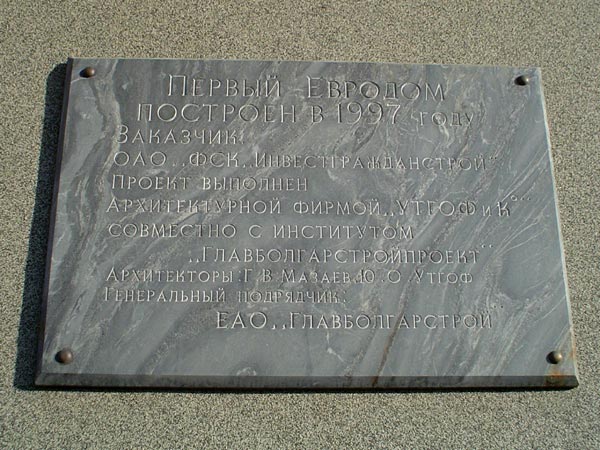 Первый Евродом
построен в 1997 году
Заказчик:
ОАО „ФСК „Инвестгражданстрой“
Проект выполнен
архитектурной фирмой „Утгоф и К°“
совместно с институтом
„Главболгарстройпроект“
Архитекторы: Г. В. Мазаев, Ю. О. Утгоф
Генеральный подрядчик:
ЕАО „Главболгарстрой“